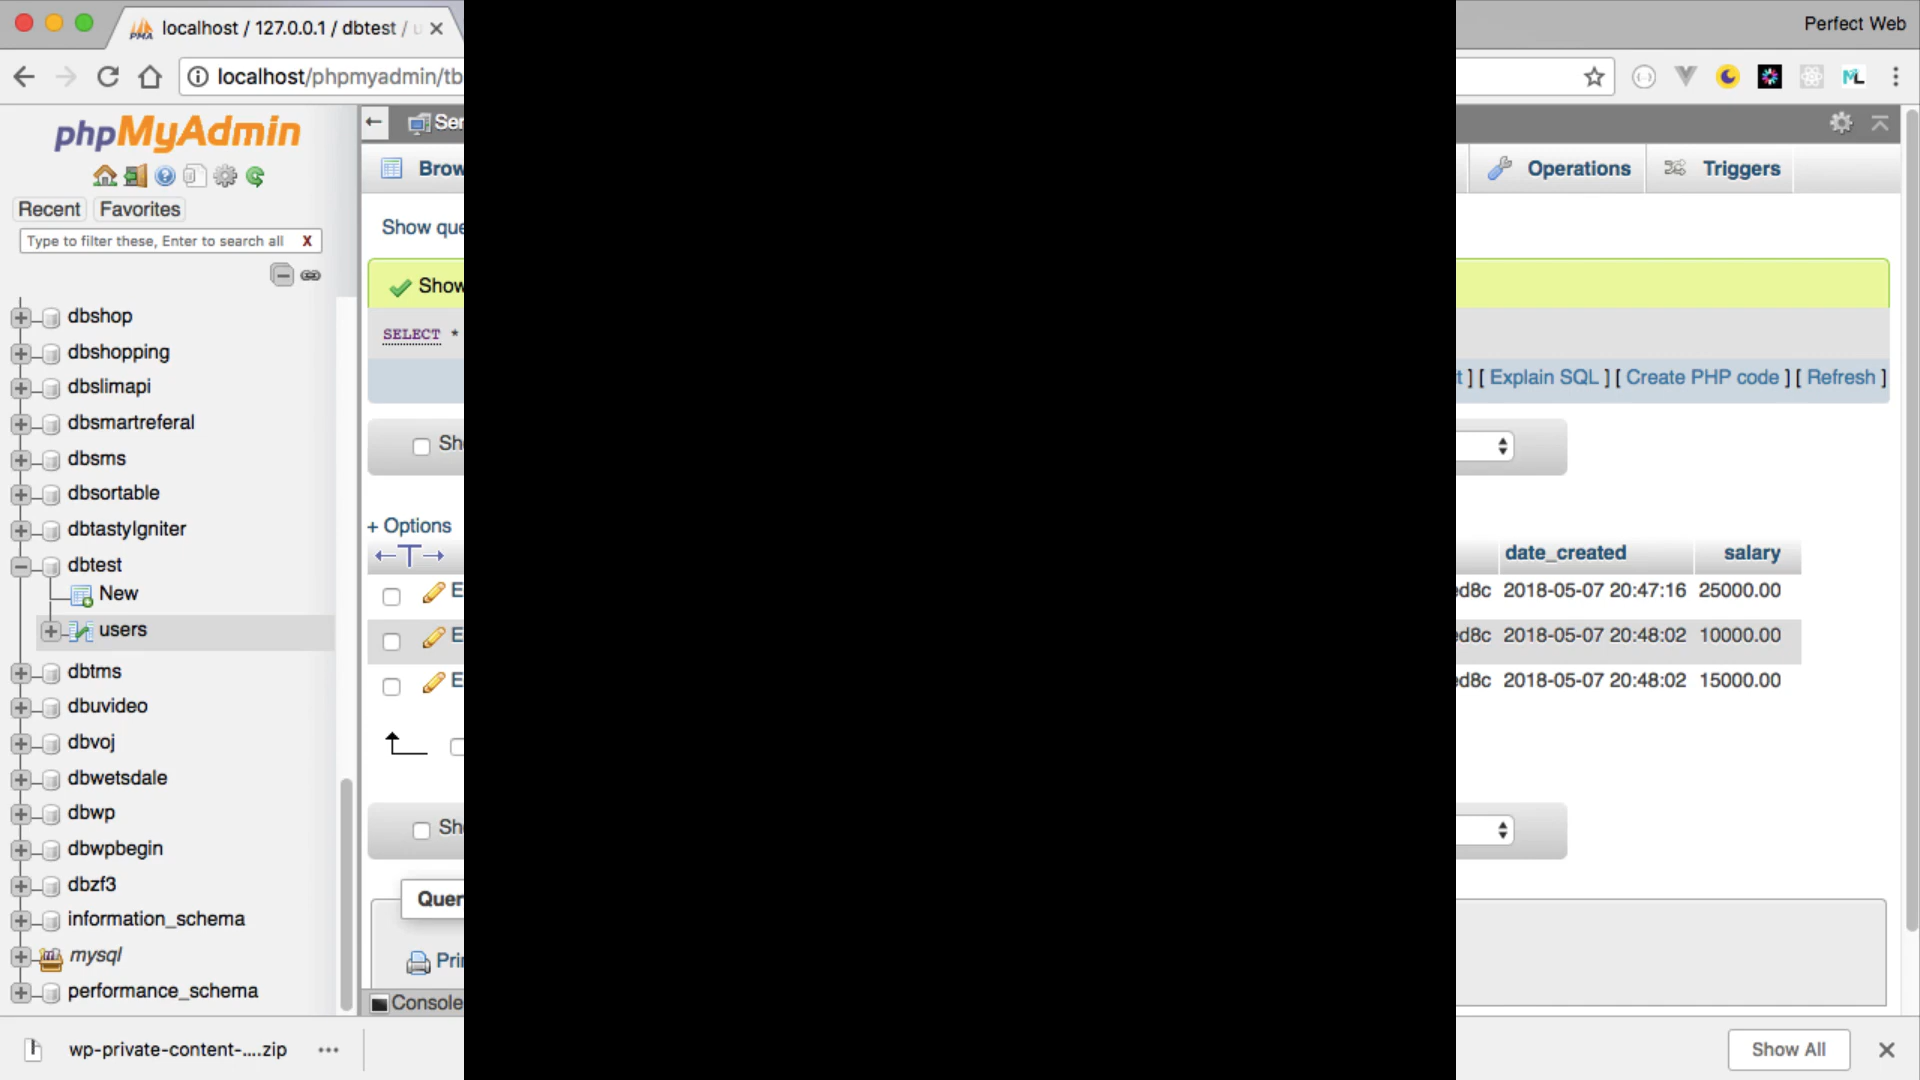 localhost / 127.0.0.1 / dbtest /
Perfect Web
localhost/phpmyadmin/tb
phpMyAdmin
Recent Favorites
Type to filter these, Enter to search all X
dbshop
dbshopping
dbslimapi
dbsmartreferal
dbsms
dbsortable
dbtastyIgniter
dbtest
New
users
dbtms
dbuvideo
dbvoj
dbwetsdale
dbwp
dbwpbegin
dbzf3
information_schema
mysql
performance_schema
Operations Triggers
SELECT *
] [ Explain SQL ] [ Create PHP code ] [ Refresh ]
+ Options
date_created salary
ed8c 2018-05-07 20:47:16 25000.00
ed8c 2018-05-07 20:48:02 10000.00
ed8c 2018-05-07 20:48:02 15000.00
Console
wp-private-content-....zip
Show All